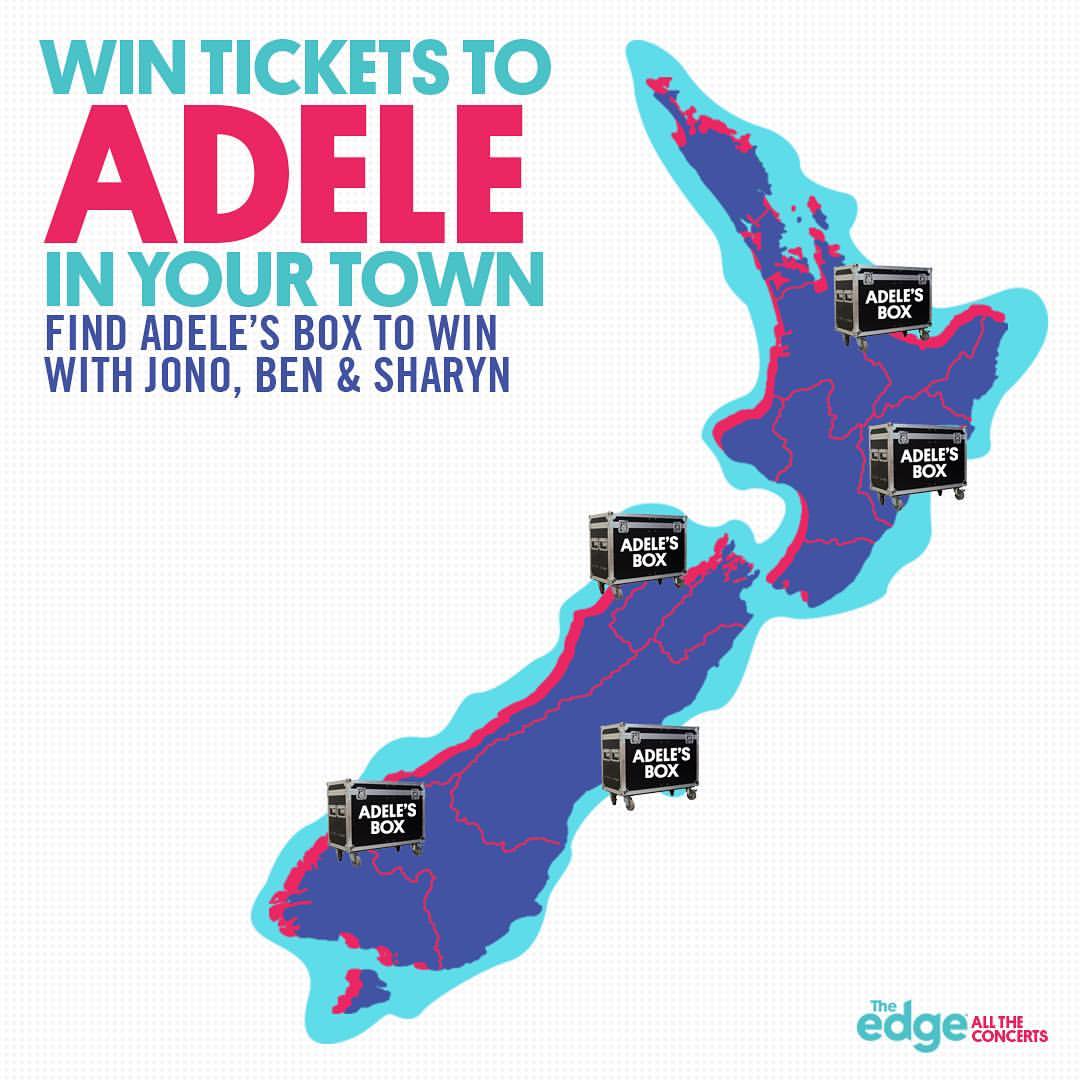 WIN TICKETS TO
ADELE
IN YOUR TOWN
FIND ADELE'S BOX TO WIN
WITH JONO, BEN & SHARYN
ADELE'S
BOX
ADELE'S
BOX
ADELE'S
BOX
ADELE'S
BOX
ADELE'S
BOX
The
edge
ALL THE
CONCERTS